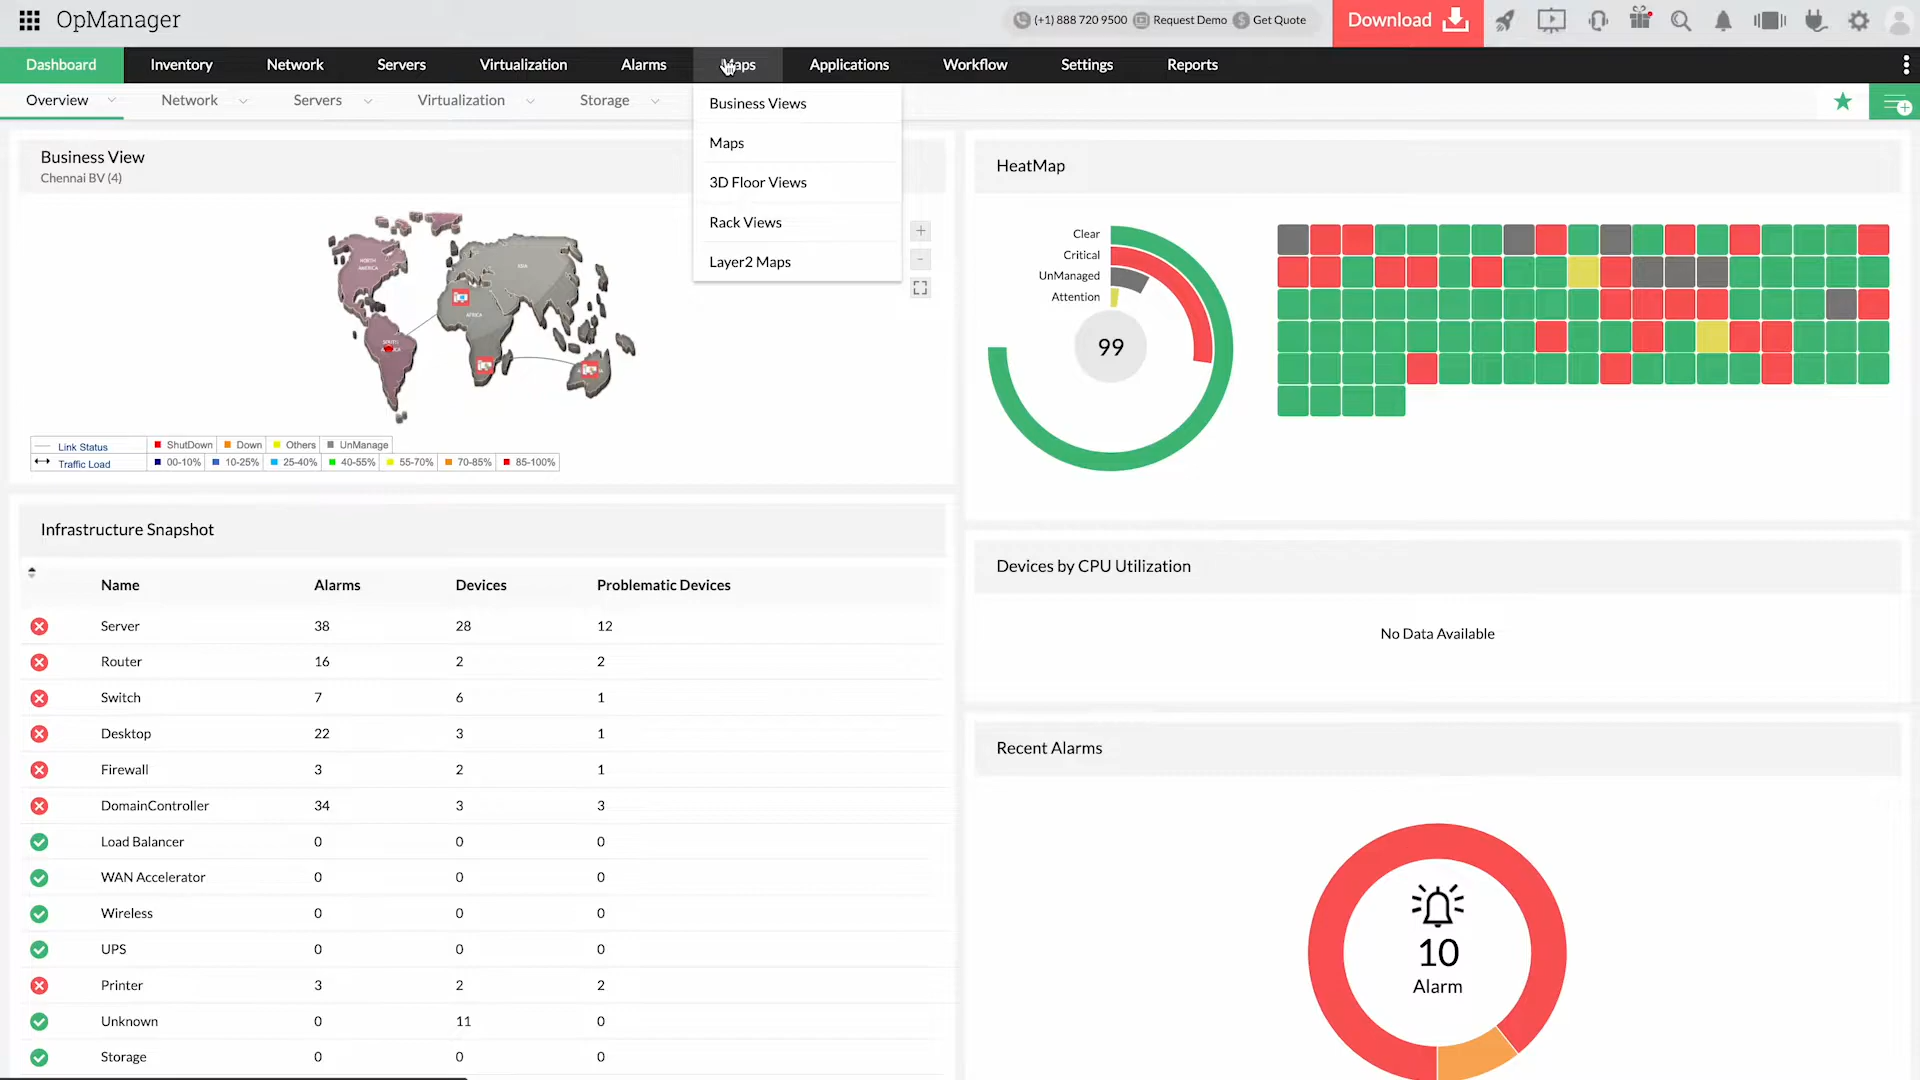 OpManager
(+1) 888 720 9500 Request Demo Get Quote
Download
Dashboard Inventory Network Servers Virtualization Alarms Maps Applications Workflow Settings Reports
Overview Network Servers Virtualization Storage
Business Views
Maps
3D Floor Views
Rack Views
Layer2 Maps
Business View
Chennai BV (4)
NORTH
AMERICA
ASIA
AFRICA
SOUTH
Link Status ShutDown Down Others UnManage
Traffic Load 00-10% 10-25% 25-40% 40-55% 55-70% 70-85% 85-100%
HeatMap
Clear
Critical
UnManaged
Attention
99
Infrastructure Snapshot
Name Alarms Devices Problematic Devices
Server 38 28 12
Router 16 2 2
Switch 7 6 1
Desktop 22 3 1
Firewall 3 2 1
DomainController 34 3 3
Load Balancer 0 0 0
WAN Accelerator 0 0 0
Wireless 0 0 0
UPS 0 0 0
Printer 3 2 2
Unknown 0 11 0
Storage 0 0 0
Devices by CPU Utilization
No Data Available
Recent Alarms
10
Alarm